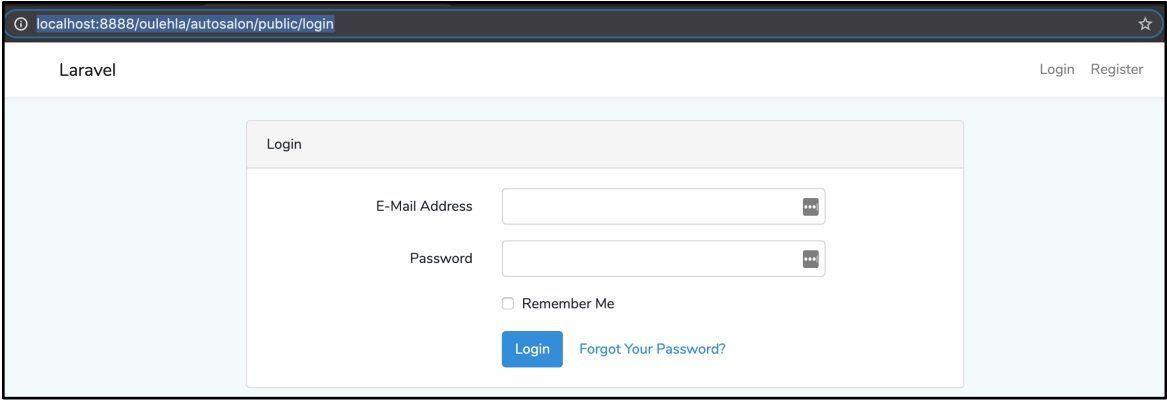 localhost:8888/oulehla/autosalon/public/login
Laravel
Login Register
Login
E-Mail Address
Password
Remember Me
Login Forgot Your Password?